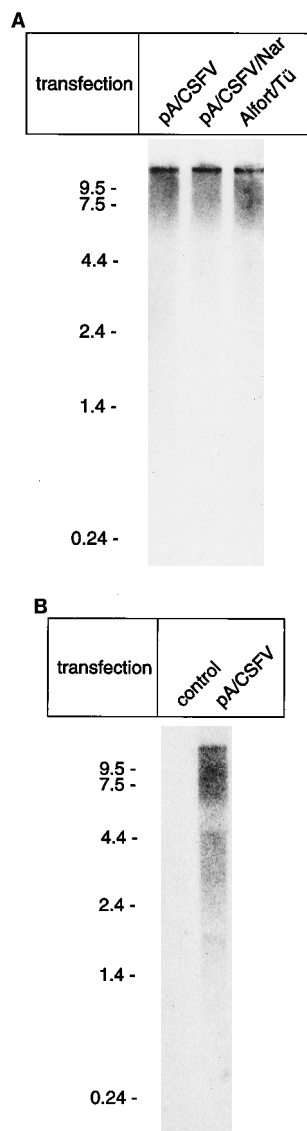 A
transfection
pA/CSFV
pA/CSFV/Nar
Alfort/Tü
9.5 -
7.5 -
4.4 -
2.4 -
1.4 -
0.24 -
B
transfection
control
pA/CSFV
9.5 -
7.5 -
4.4 -
2.4 -
1.4 -
0.24 -